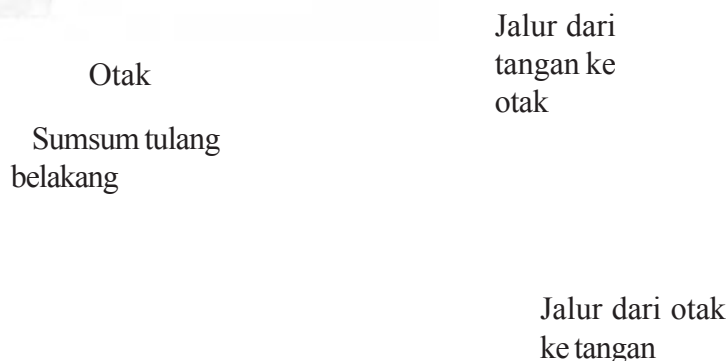 Otak
Sumsum tulang
belakang
Jalur dari
tangan ke
otak
Jalur dari otak
ke tangan